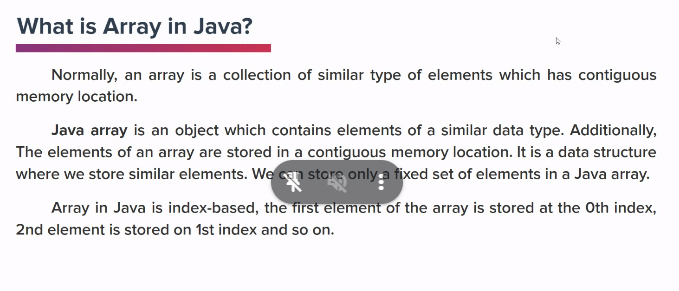 What is Array in Java?
Normally, an array is a collection of similar type of elements which has contiguous
memory location.
Java array is an object which contains elements of a similar data type. Additionally,
The elements of an array are stored in a contiguous memory location. It is a data structure
where we store similar elements. We can store only a fixed set of elements in a Java array.
Array in Java is index-based, the first element of the array is stored at the 0th index,
2nd element is stored on 1st index and so on.